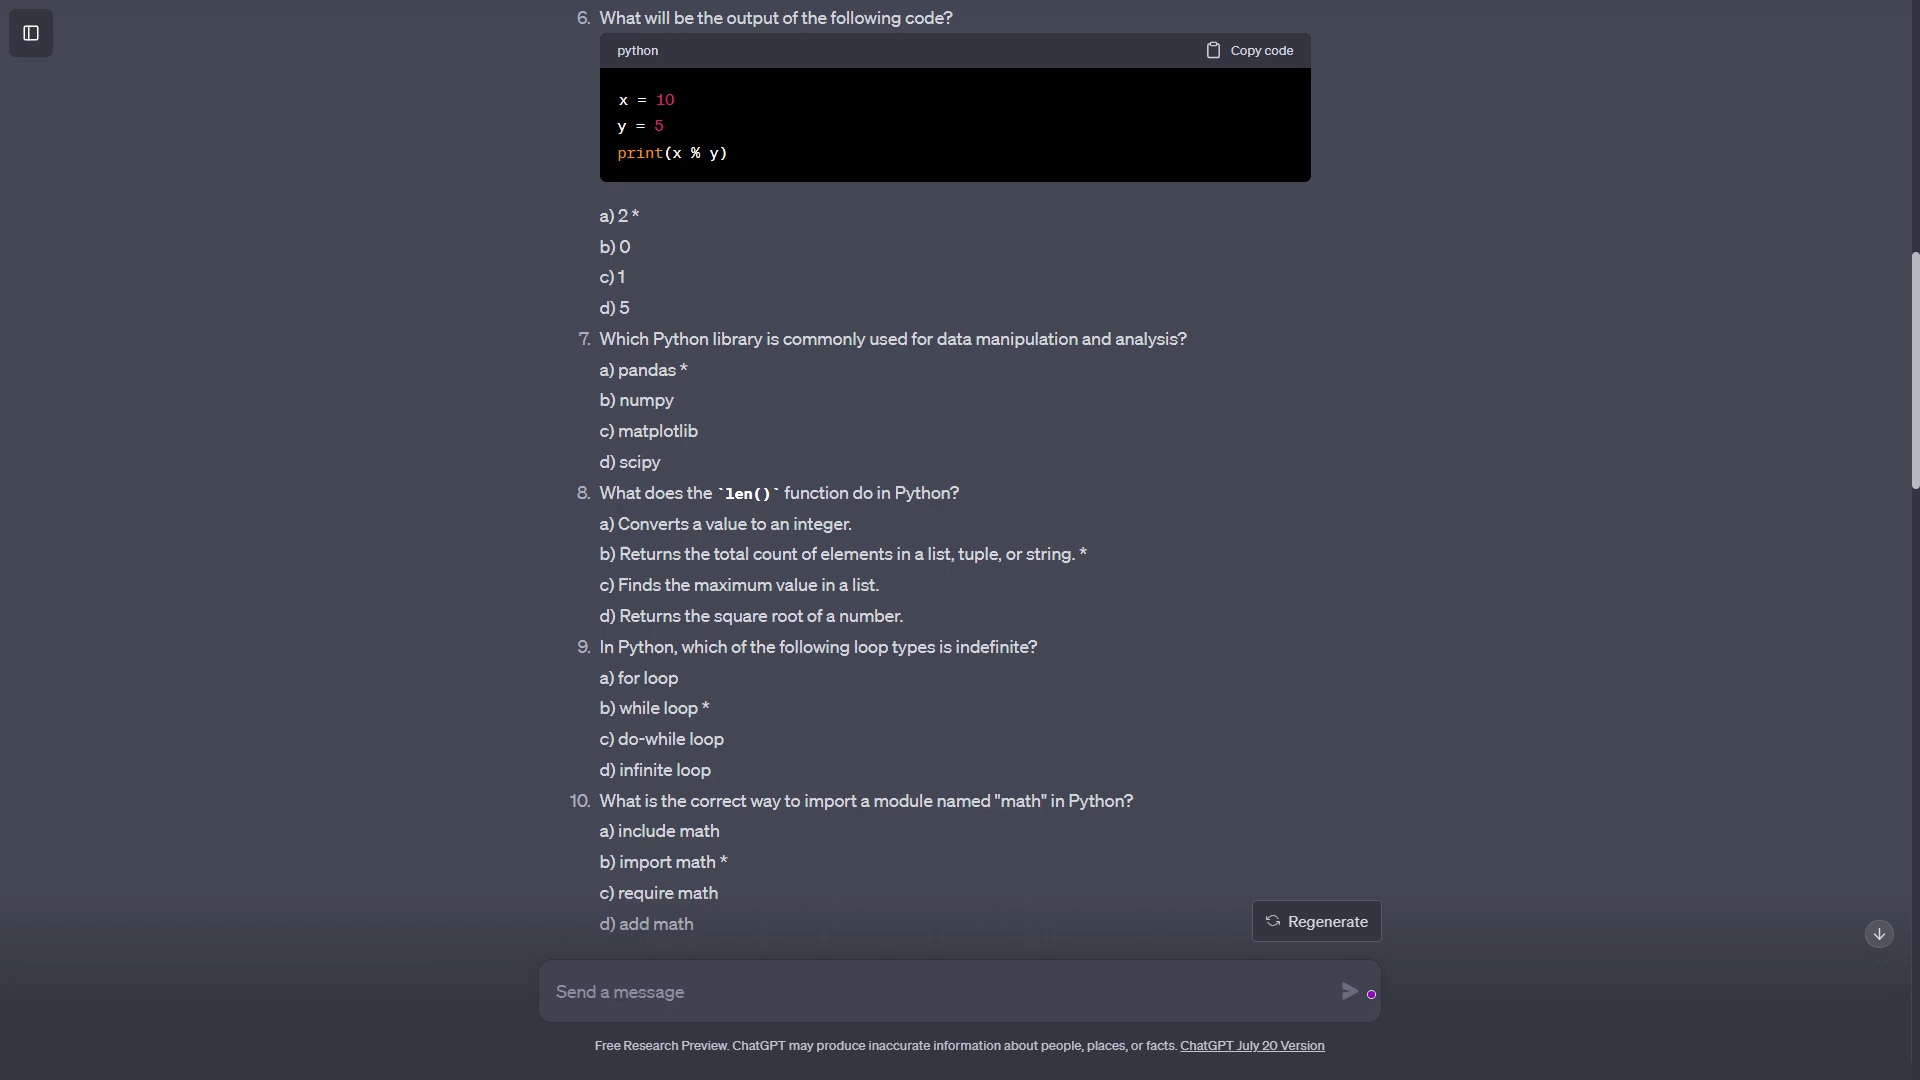 6. What will be the output of the following code?
python
Copy code
x = 10
y = 5
print(x % y)
a) 2 *
b) 0
c) 1
d) 5
7. Which Python library is commonly used for data manipulation and analysis?
a) pandas *
b) numpy
c) matplotlib
d) scipy
8. What does the `len()` function do in Python?
a) Converts a value to an integer.
b) Returns the total count of elements in a list, tuple, or string. *
c) Finds the maximum value in a list.
d) Returns the square root of a number.
9. In Python, which of the following loop types is indefinite?
a) for loop
b) while loop *
c) do-while loop
d) infinite loop
10. What is the correct way to import a module named "math" in Python?
a) include math
b) import math *
c) require math
d) add math
Regenerate
Send a message
Free Research Preview. ChatGPT may produce inaccurate information about people, places, or facts. ChatGPT July 20 Version